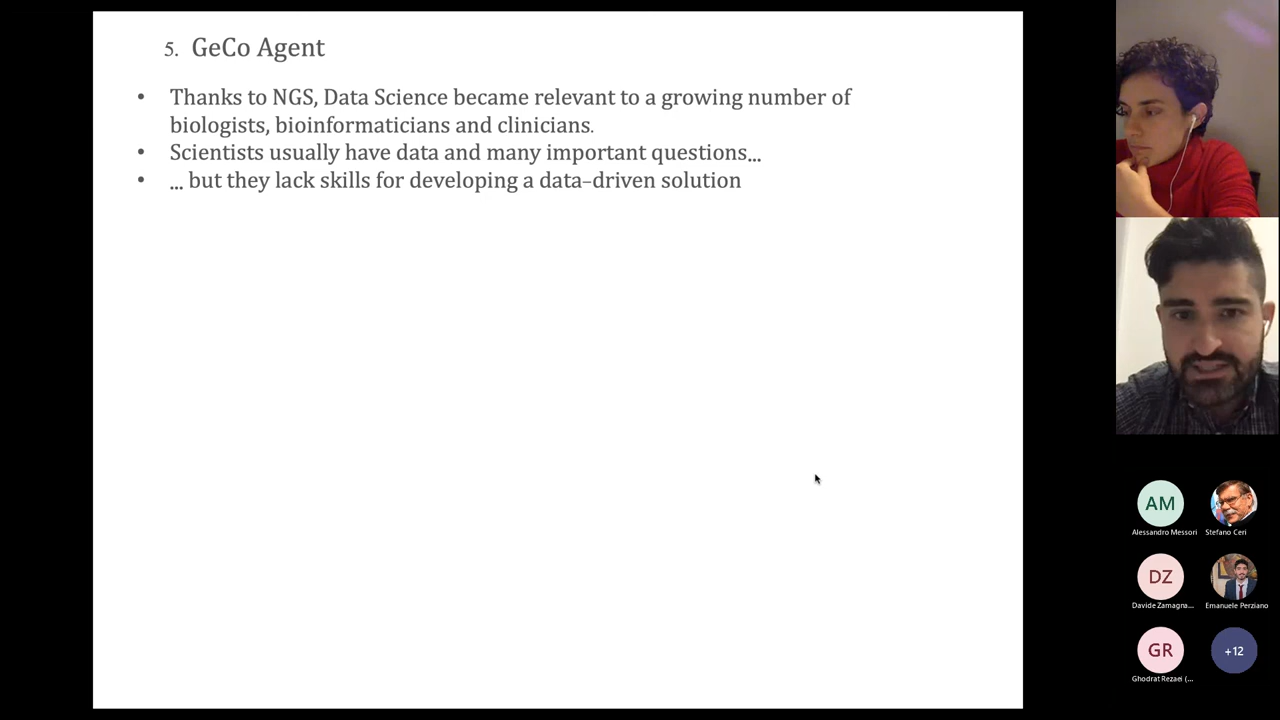 5. GeCo Agent
• Thanks to NGS, Data Science became relevant to a growing number of
biologists, bioinformaticians and clinicians.
• Scientists usually have data and many important questions...
• ... but they lack skills for developing a data–driven solution
AM
Alessandro Messori
Stefano Ceri
DZ
Davide Zamagna...
Emanuele Perziano
GR
Ghodrat Rezaei (...
+12